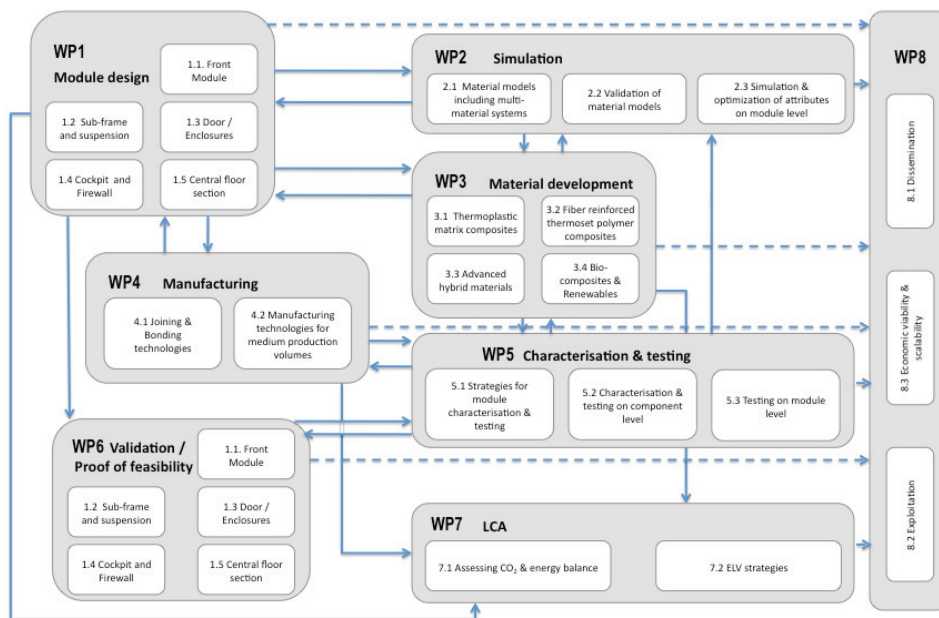 WP1
Module design
1.1. Front
Module
1.2 Sub-frame
and suspension
1.3 Door /
Enclosures
1.4 Cockpit and
Firewall
1.5 Central floor
section
WP2 Simulation
2.1 Material models
including multi-
material systems
2.2 Validation of
material models
2.3 Simulation &
optimization of attributes
on module level
WP3 Material development
3.1 Thermoplastic
matrix composites
3.2 Fiber reinforced
thermoset polymer
composites
3.3 Advanced
hybrid materials
3.4 Bio-
composites &
Renewables
WP4 Manufacturing
4.1 Joining &
Bonding
technologies
4.2 Manufacturing
technologies for
medium production
volumes
WP5 Characterisation & testing
5.1 Strategies for
module
characterisation &
testing
5.2 Characterisation &
testing on component
level
5.3 Testing on module
level
WP6 Validation /
Proof of feasibility
1.1. Front
Module
1.2 Sub-frame
and suspension
1.3 Door /
Enclosures
1.4 Cockpit and
Firewall
1.5 Central floor
section
WP7 LCA
7.1 Assessing CO₂ & energy balance
7.2 ELV strategies
WP8
8.1 Dissemination
8.3 Economic viability &
scalability
8.2 Exploitation